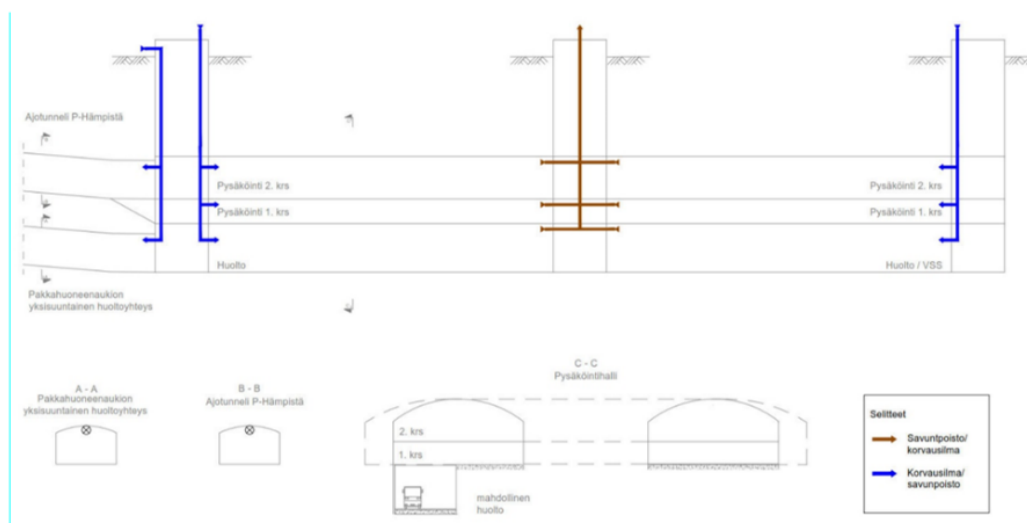 Ajotunneli P-Hämpistä
Pysäköinti 2. krs
Pysäköinti 2. krs
Pysäköinti 1. krs
Pysäköinti 1. krs
Huolto
Huolto / VSS
Pakkahuoneenaukion
yksisuuntainen huoltoyhteys
A - A
Pakkahuoneenaukion
yksisuuntainen huoltoyhteys
B - B
Ajotunneli P-Hämpistä
C - C
Pysäköintihalli
2. krs
1. krs
mahdollinen
huolto
Selitteet
Savuntpoisto/
korvausilma
Korvausilma/
savunpoisto